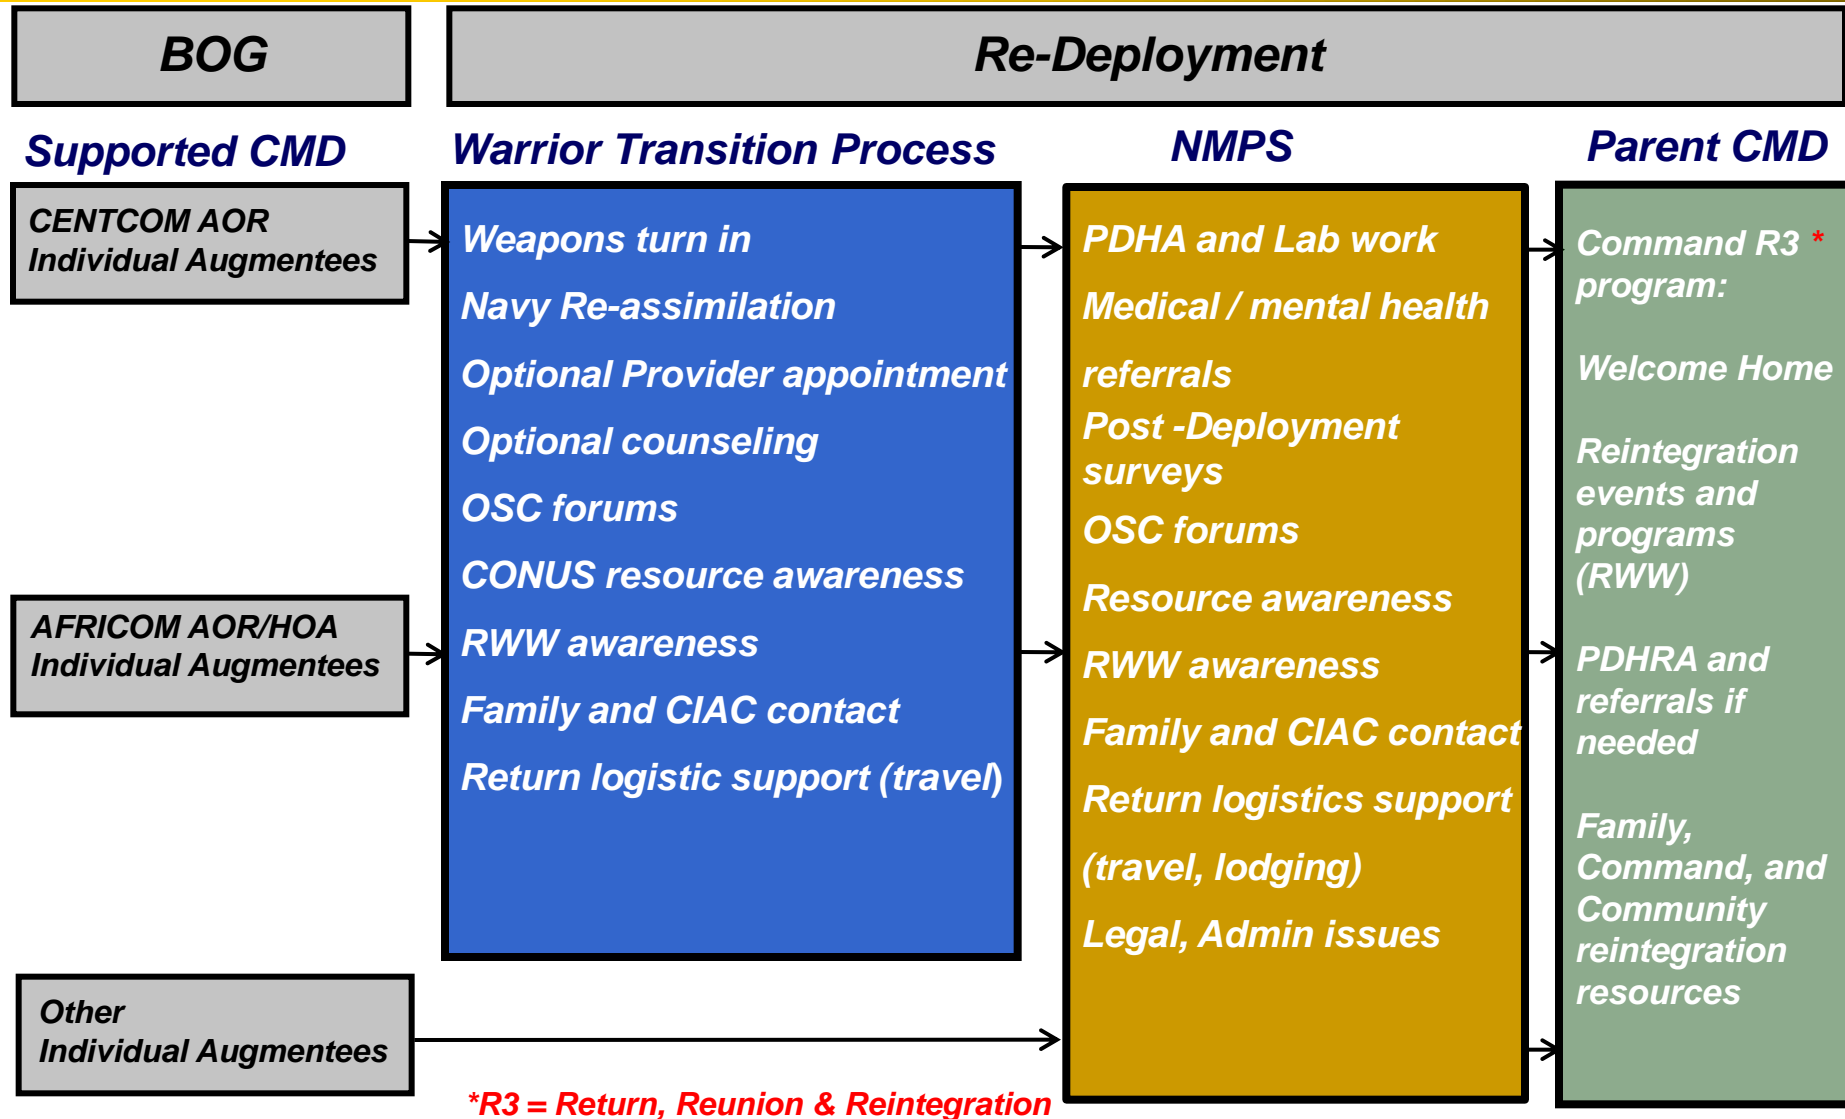 BOG
Re-Deployment
Supported CMD
Warrior Transition Process
NMPS
Parent CMD
CENTCOM AOR
Individual Augmentees
AFRICOM AOR/HOA
Individual Augmentees
Other
Individual Augmentees
Weapons turn in
Navy Re-assimilation
Optional Provider appointment
Optional counseling
OSC forums
CONUS resource awareness
RWW awareness
Family and CIAC contact
Return logistic support (travel)
PDHA and Lab work
Medical / mental health
referrals
Post -Deployment
surveys
OSC forums
Resource awareness
RWW awareness
Family and CIAC contact
Return logistics support
(travel, lodging)
Legal, Admin issues
Command R3 *
program:
Welcome Home
Reintegration
events and
programs
(RWW)
PDHRA and
referrals if
needed
Family,
Command, and
Community
reintegration
resources
*R3 = Return, Reunion & Reintegration